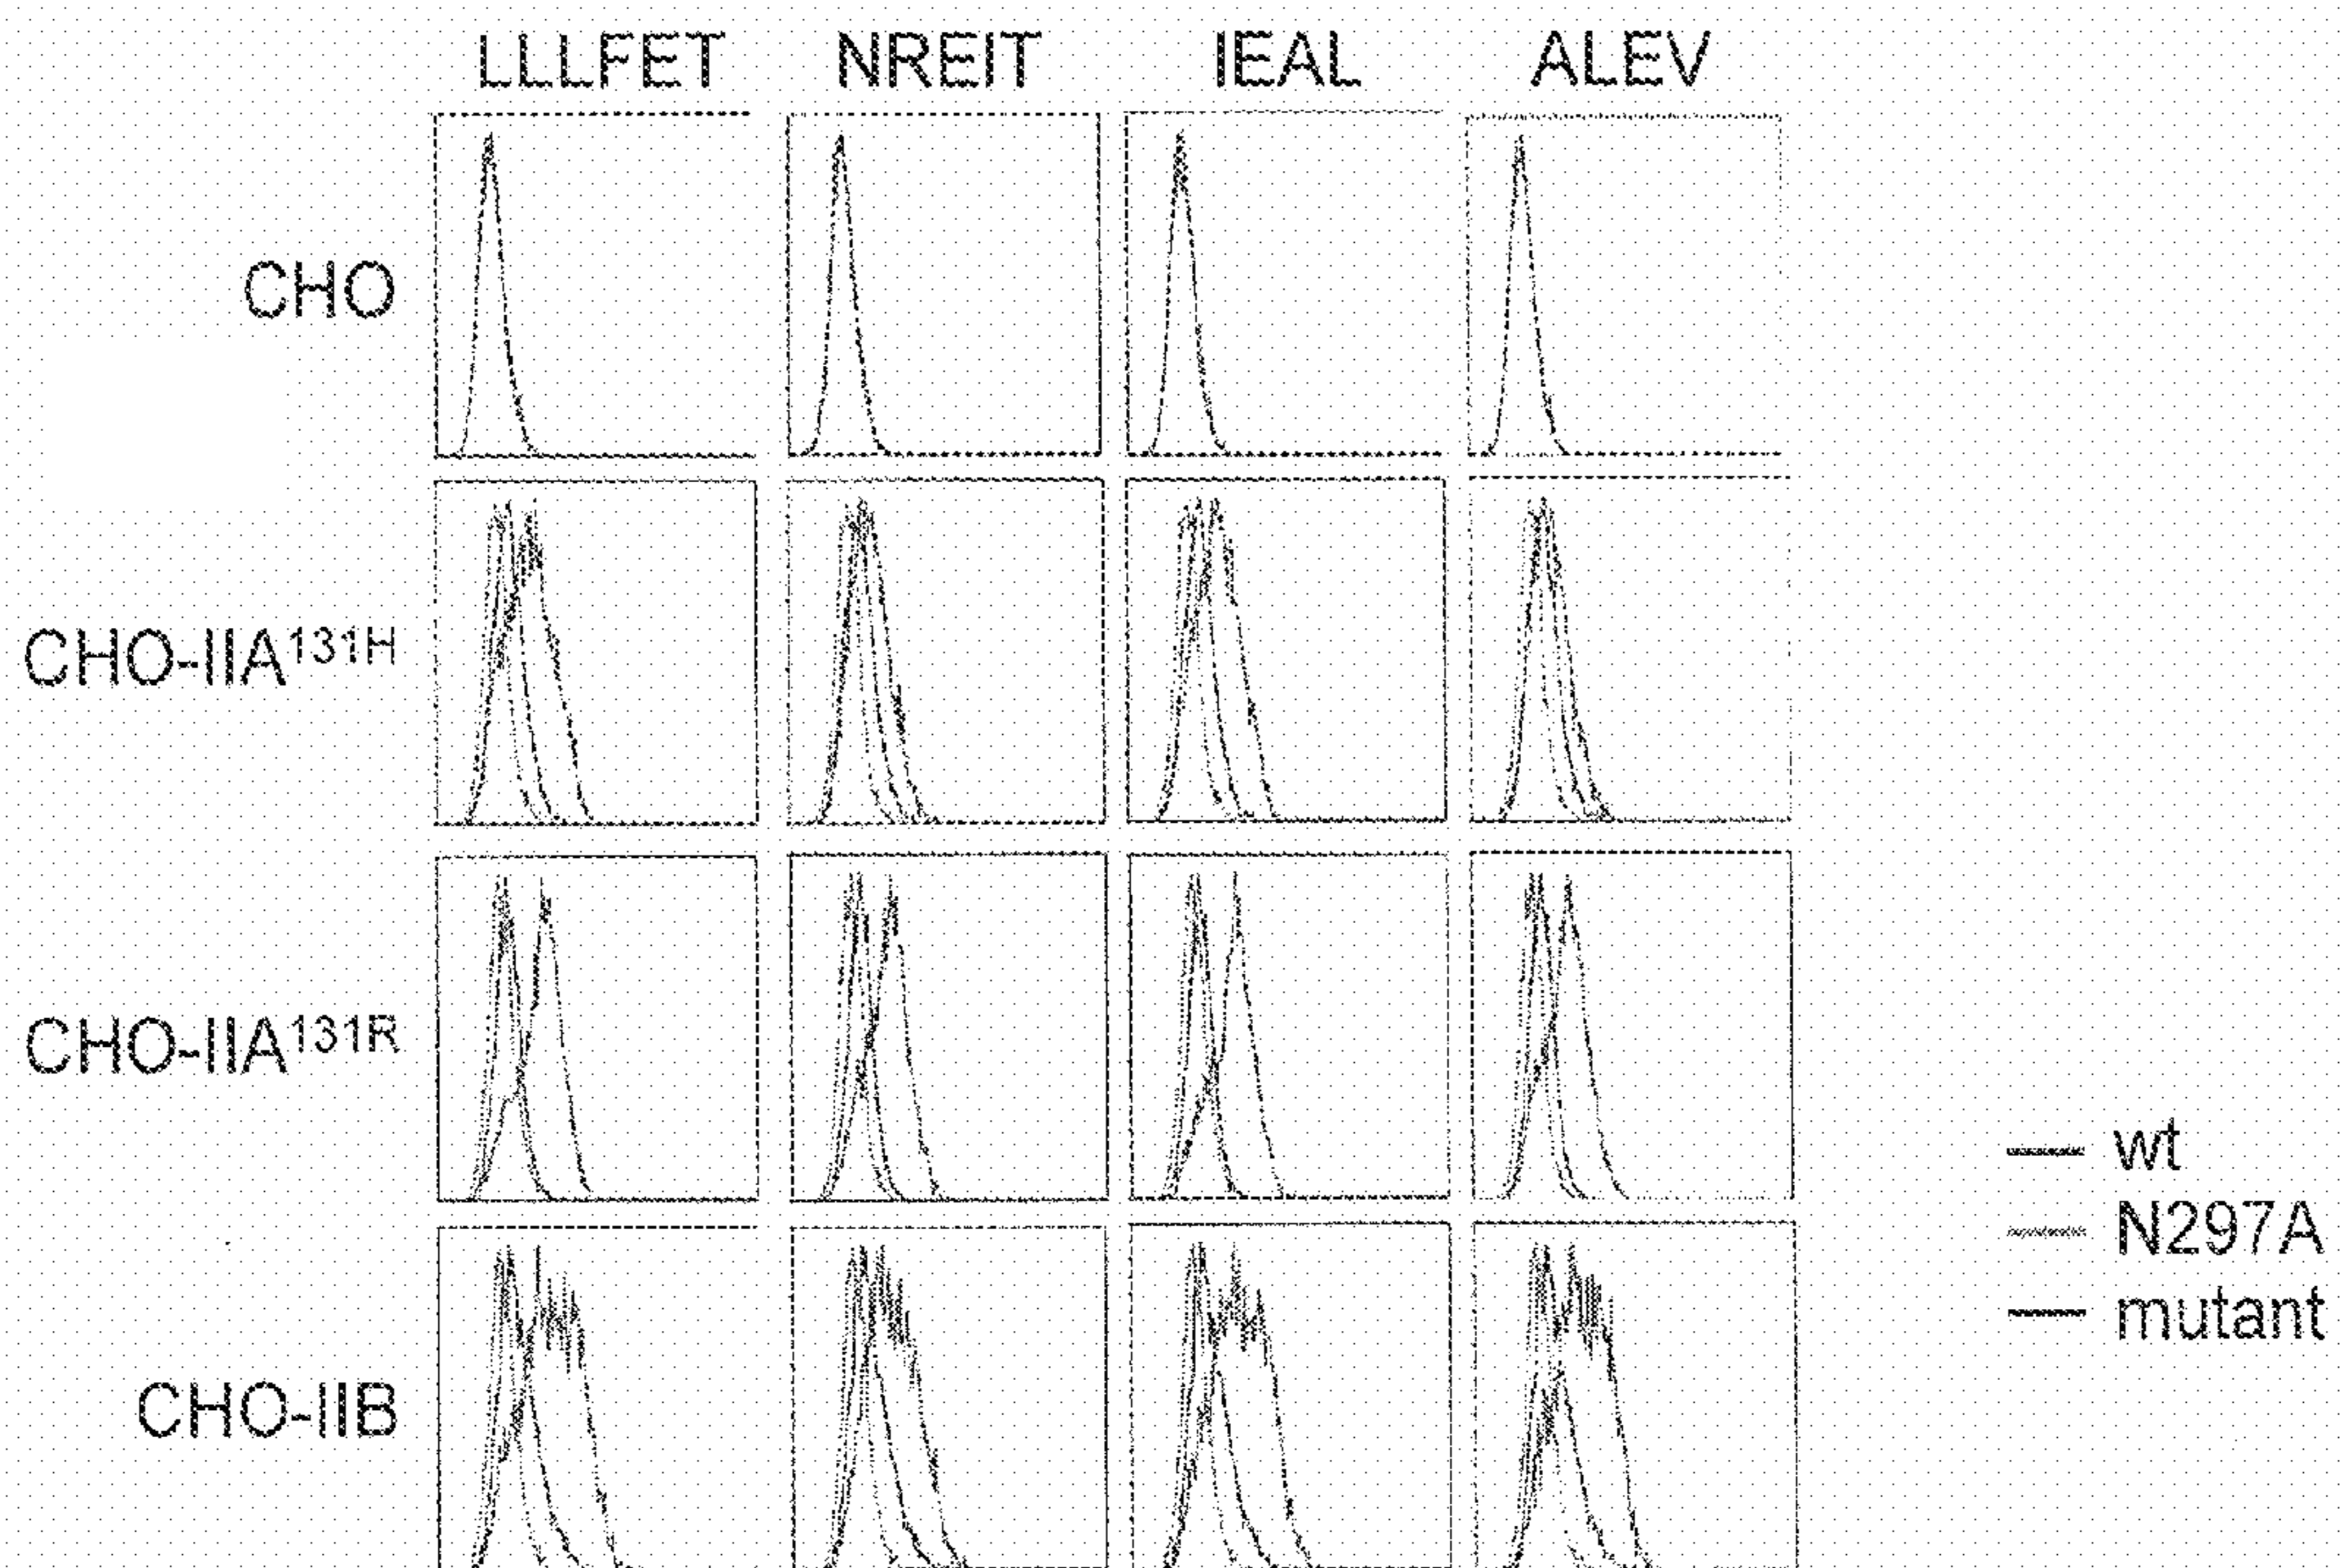 LLLFET NREIT IEAL ALEV
CHO
CHO-IIA131H
CHO-IIA131R
wt
N297A
mutant
CHO-IIB